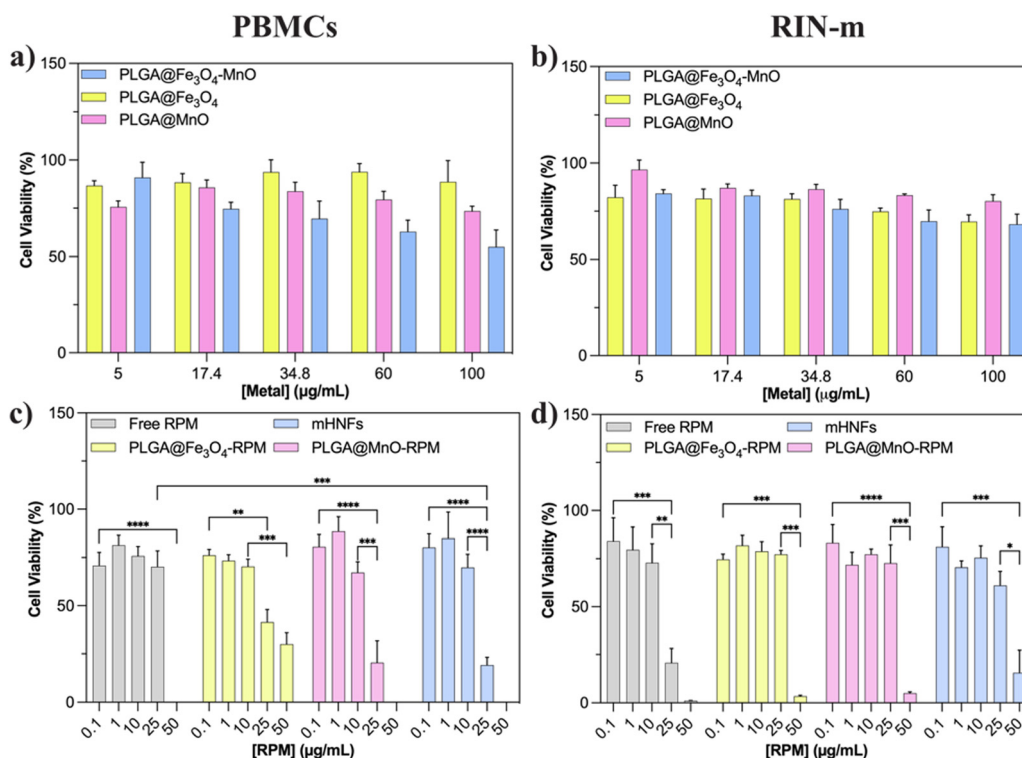 PBMCs
RIN-m
a)
150
100
50
0
Cell Viability (%)
PLGA@Fe₃O₄-MnO
PLGA@Fe₃O₄
PLGA@MnO
5 17.4 34.8 60 100
[Metal] (µg/mL)
b)
150
100
50
0
Cell Viability (%)
PLGA@Fe₃O₄-MnO
PLGA@Fe₃O₄
PLGA@MnO
5 17.4 34.8 60 100
[Metal] (µg/mL)
c)
150
100
50
0
Cell Viability (%)
Free RPM mHNFs
PLGA@Fe₃O₄-RPM PLGA@MnO-RPM
***
**** ** **** ****
*** *** ****
0.1 1 10 25 50 0.1 1 10 25 50 0.1 1 10 25 50 0.1 1 10 25 50
[RPM] (µg/mL)
d)
150
100
50
0
Cell Viability (%)
Free RPM mHNFs
PLGA@Fe₃O₄-RPM PLGA@MnO-RPM
*** *** **** ***
** *** *** *
0.1 1 10 25 50 0.1 1 10 25 50 0.1 1 10 25 50 0.1 1 10 25 50
[RPM] (µg/mL)